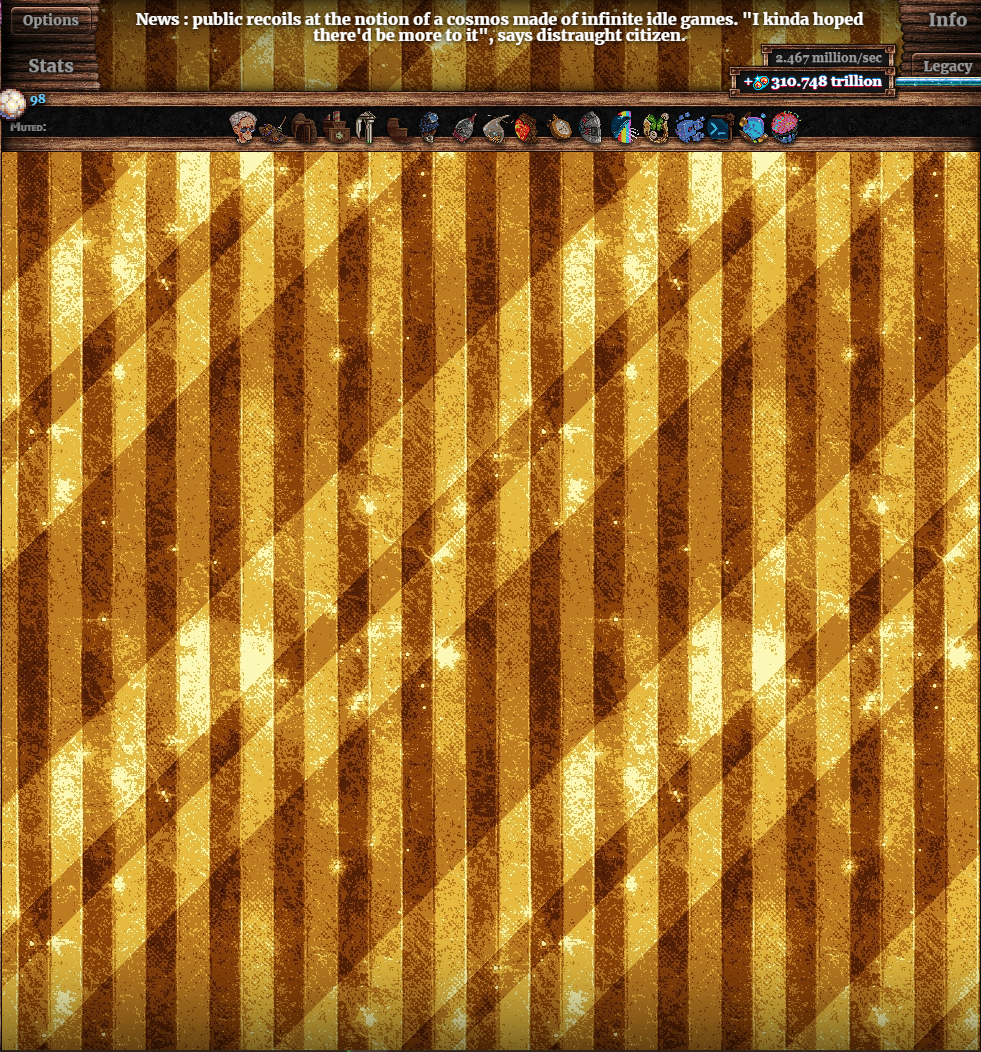 Options
News : public recoils at the notion of a cosmos made of infinite idle games. "I kinda hoped
there'd be more to it", says distraught citizen.
Info
Stats
2.467 million/sec
Legacy
+310.748 trillion
98
Muted: